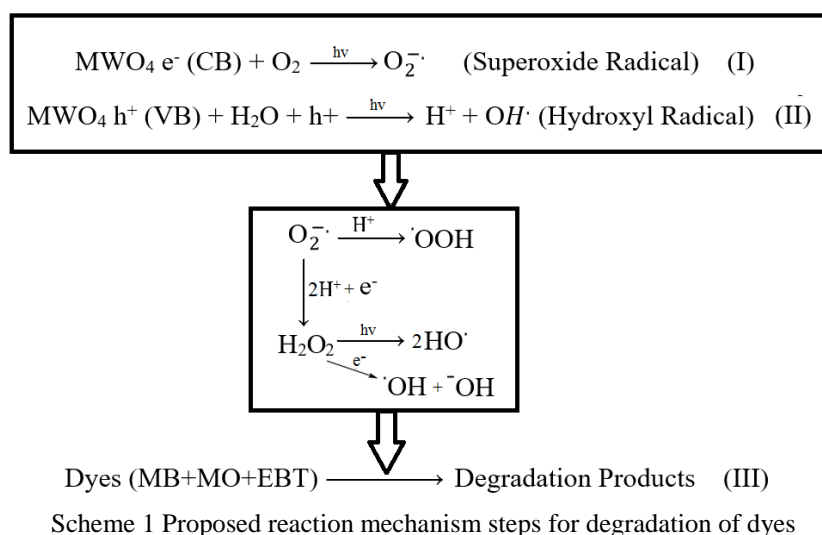 MWO₄ e⁻ (CB) + O₂ hv O₂⁻· (Superoxide Radical) (I)
MWO₄ h⁺ (VB) + H₂O + h+ hv H⁺ + OH· (Hydroxyl Radical) (II)
O₂⁻· H⁺ ·OOH
2H⁺ + e⁻
H₂O₂ hv 2HO·
e⁻
·OH + ⁻OH
Dyes (MB+MO+EBT) Degradation Products (III)
Scheme 1 Proposed reaction mechanism steps for degradation of dyes